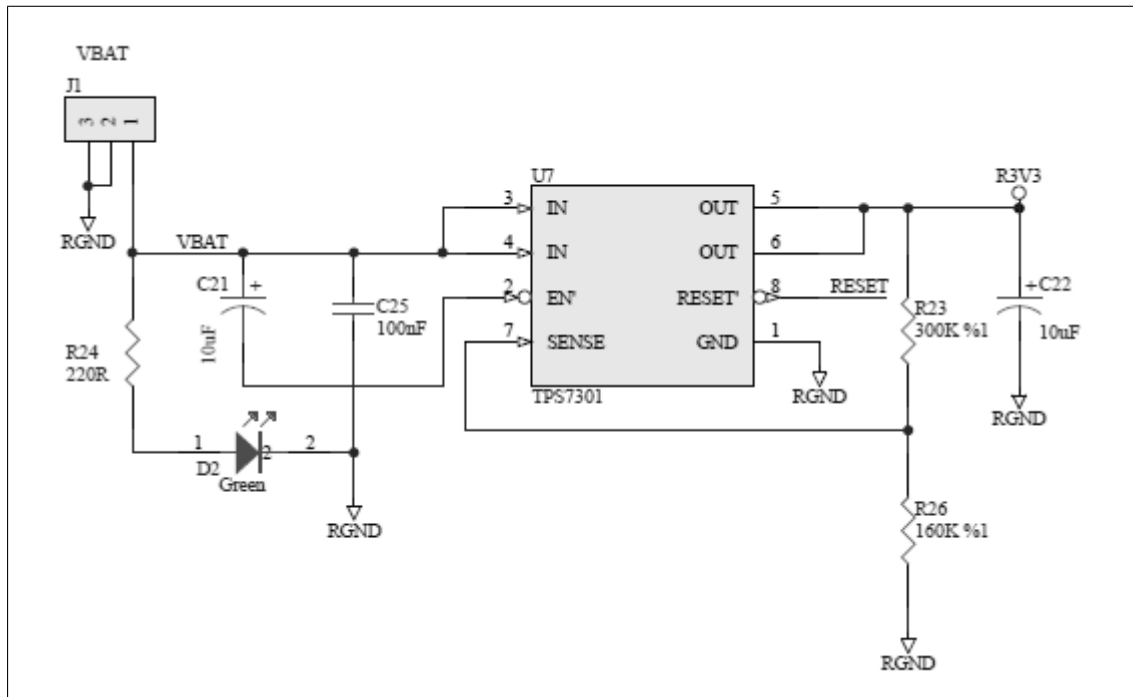 VBAT
J1
3 2 1
RGND
VBAT
C21 +
10uF
C25
100nF
R24
220R
1
D2
2
2
Green
RGND
U7
3 IN
4 IN
2 EN'
7 SENSE
OUT 5
OUT 6
RESET' 8
GND 1
TPS7301
RESET
RGND
R3V3
R23
300K %1
+ C22
10uF
RGND
R26
160K %1
RGND